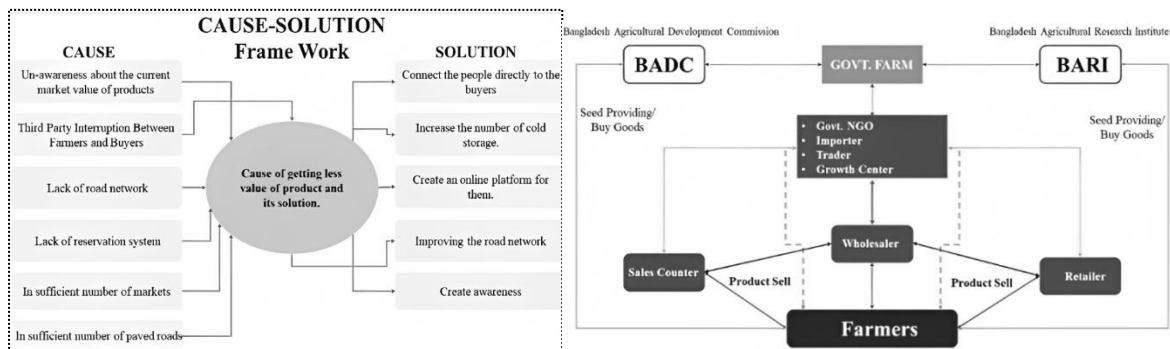 CAUSE-SOLUTION
Frame Work
CAUSE
Un-awareness about the current
market value of products
Third Party Interruption Between
Farmers and Buyers
Lack of road network
Lack of reservation system
In sufficient number of markets
In sufficient number of paved roads
Cause of getting less
value of product and
its solution.
SOLUTION
Connect the people directly to the
buyers
Increase the number of cold
storage.
Create an online platform for
them.
Improving the road network
Create awareness
Bangladesh Agricultural Development Commission
Bangladesh Agricultural Research Institute
BADC
GOVT. FARM
BARI
Seed Providing/
Buy Goods
• Govt. NGO
• Importer
• Trader
• Growth Center
Seed Providing/
Buy Goods
Wholesaler
Sales Counter
Product Sell
Product Sell
Retailer
Farmers